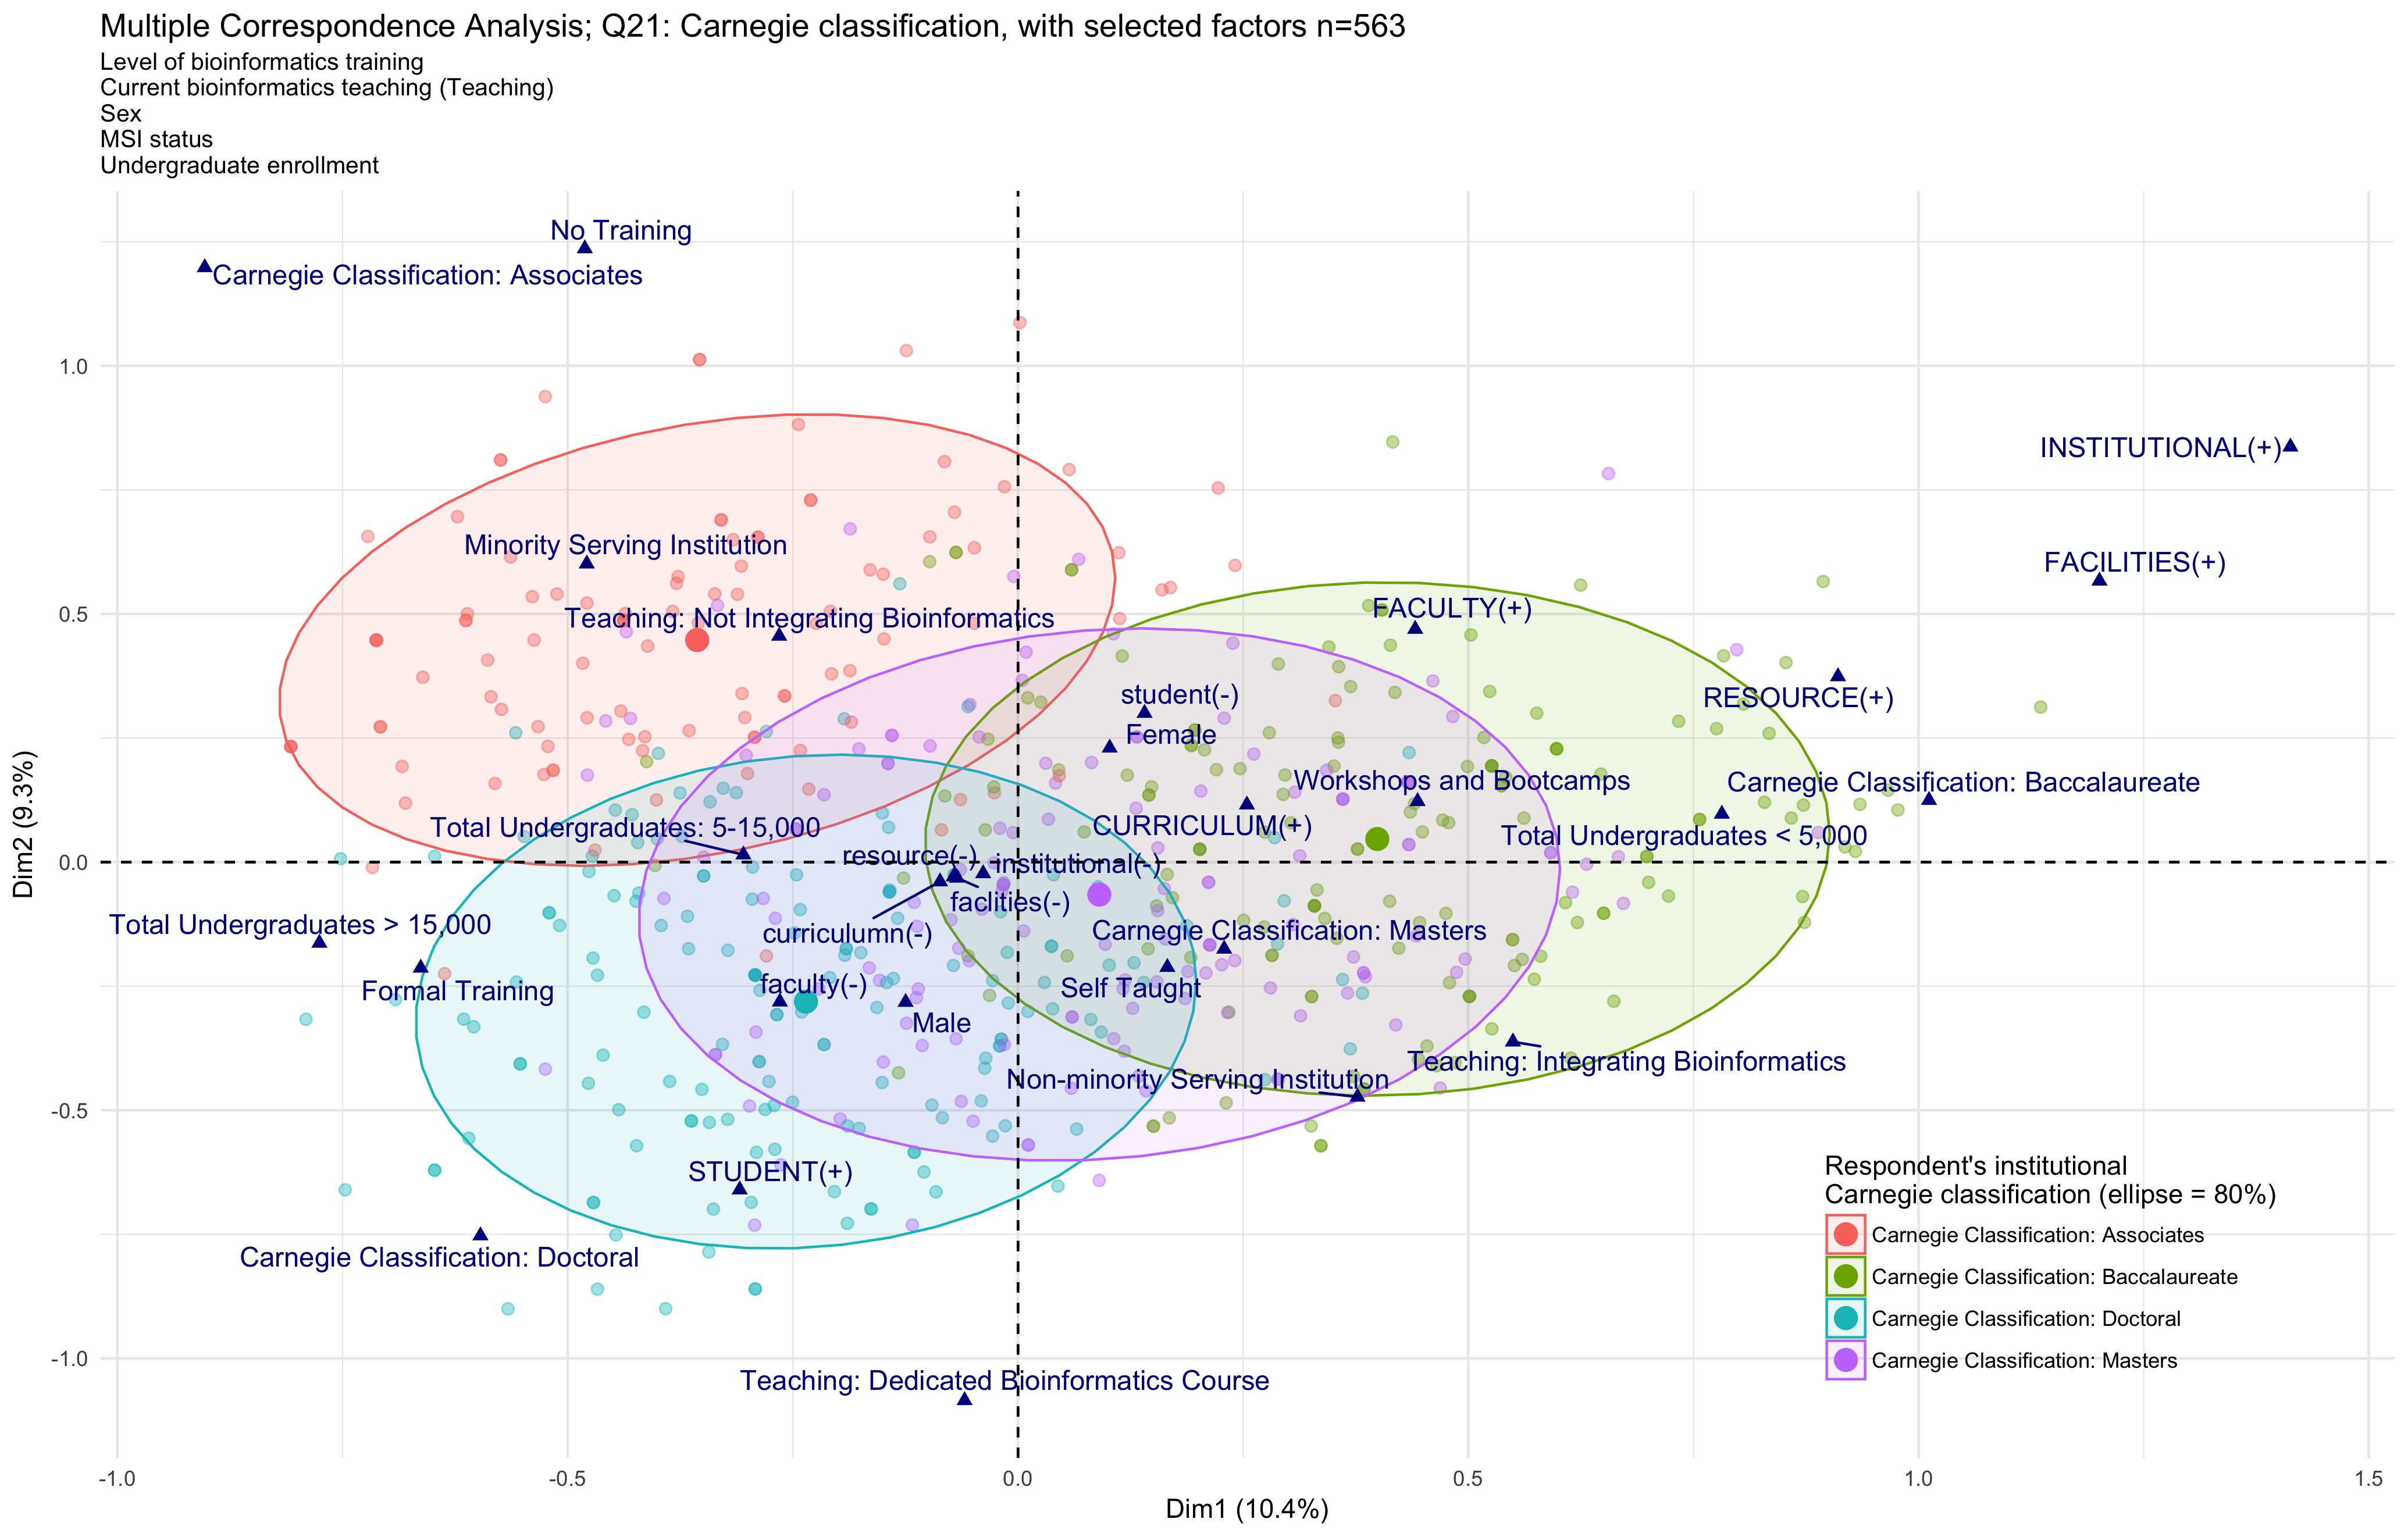 Multiple Correspondence Analysis; Q21: Carnegie classification, with selected factors n=563
Level of bioinformatics training
Current bioinformatics teaching (Teaching)
Sex
MSI status
Undergraduate enrollment
No Training
Carnegie Classification: Associates
1.0
INSTITUTIONAL(+)
Minority Serving Institution
FACILITIES(+)
0.5
Teaching: Not Integrating Bioinformatics
FACULTY(+)
student(-)
RESOURCE(+)
Female
Workshops and Bootcamps
Carnegie Classification: Baccalaureate
Total Undergraduates: 5-15,000
CURRICULUM(+)
Total Undergraduates < 5,000
Dim2 (9.3%)
0.0
resource(-)
institutional(-)
faclities(-)
Total Undergraduates > 15,000
curriculumn(-)
Carnegie Classification: Masters
Formal Training
faculty(-)
Self Taught
Male
Teaching: Integrating Bioinformatics
Non-minority Serving Institution
-0.5
STUDENT(+)
Carnegie Classification: Doctoral
Respondent's institutional
Carnegie classification (ellipse = 80%)
Carnegie Classification: Associates
Carnegie Classification: Baccalaureate
Carnegie Classification: Doctoral
Carnegie Classification: Masters
-1.0
Teaching: Dedicated Bioinformatics Course
-1.0
-0.5
0.0
0.5
1.0
1.5
Dim1 (10.4%)